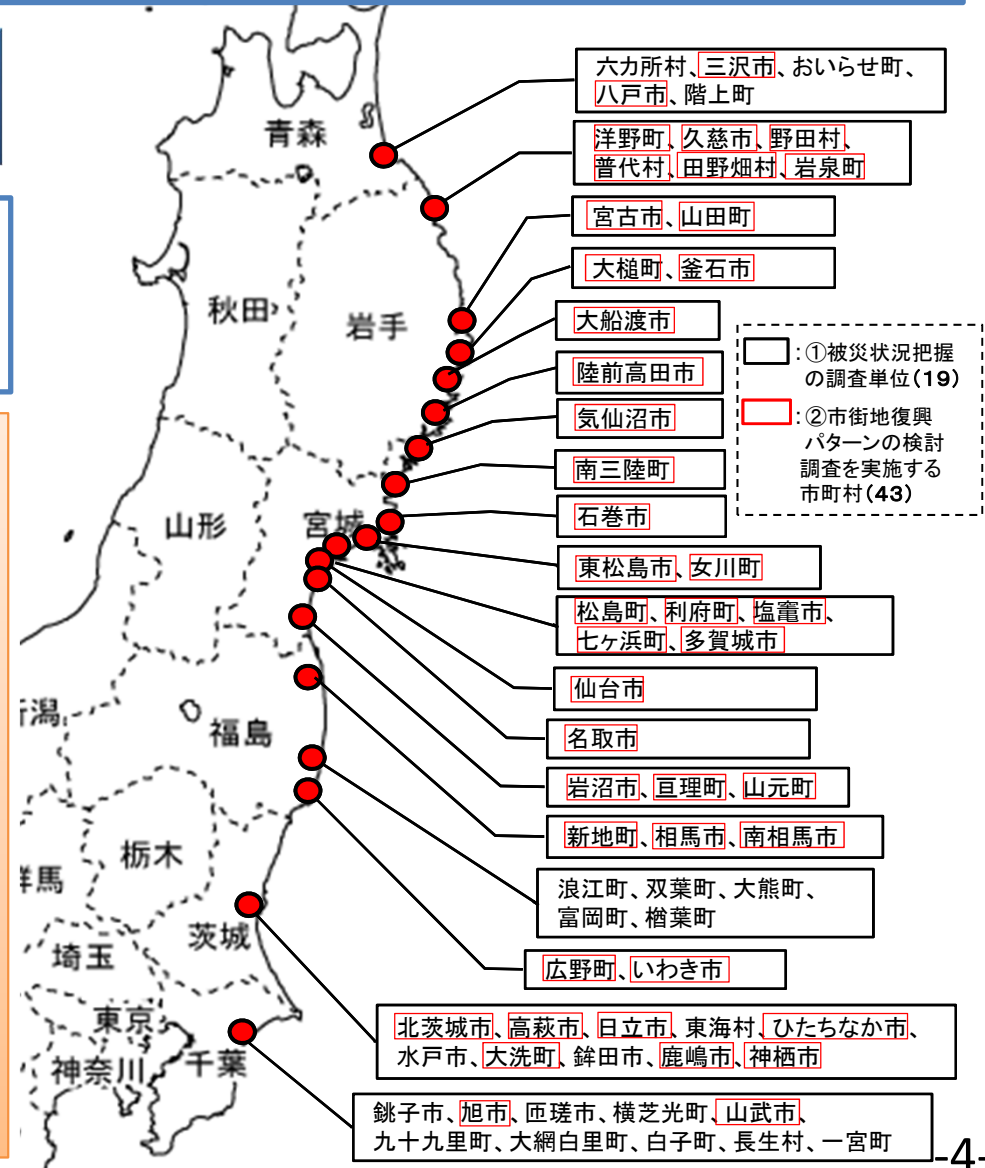 青森
秋田
岩手
山形
宮城
福島
栃木
茨城
埼玉
東京
神奈川
千葉
六カ所村、三沢市、おいらせ町、
八戸市、階上町
洋野町、久慈市、野田村、
普代村、田野畑村、岩泉町
宮古市、山田町
大槌町、釜石市
大船渡市
陸前高田市
気仙沼市
南三陸町
石巻市
東松島市、女川町
松島町、利府町、塩竈市、
七ヶ浜町、多賀城市
仙台市
名取市
岩沼市、亘理町、山元町
新地町、相馬市、南相馬市
浪江町、双葉町、大熊町、
富岡町、楢葉町
広野町、いわき市
北茨城市、高萩市、日立市、東海村、ひたちなか市、
水戸市、大洗町、鉾田市、鹿嶋市、神栖市
銚子市、旭市、匝瑳市、横芝光町、山武市、
九十九里町、大網白里町、白子町、長生村、一宮町
：①被災状況把握
の調査単位（１９）
：②市街地復興
パターンの検討
調査を実施する
市町村（４３）
-4-